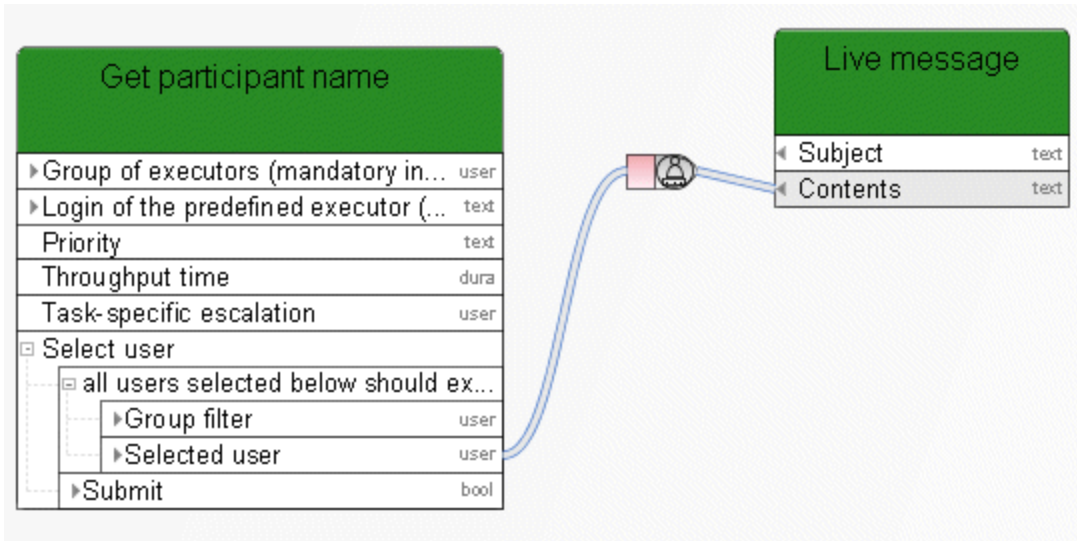 Get participant name
Group of executors (mandatory in... user
Login of the predefined executor (... text
Priority text
Throughput time dura
Task-specific escalation user
Select user
all users selected below should ex...
Group filter user
Selected user user
Submit bool
Live message
Subject text
Contents text